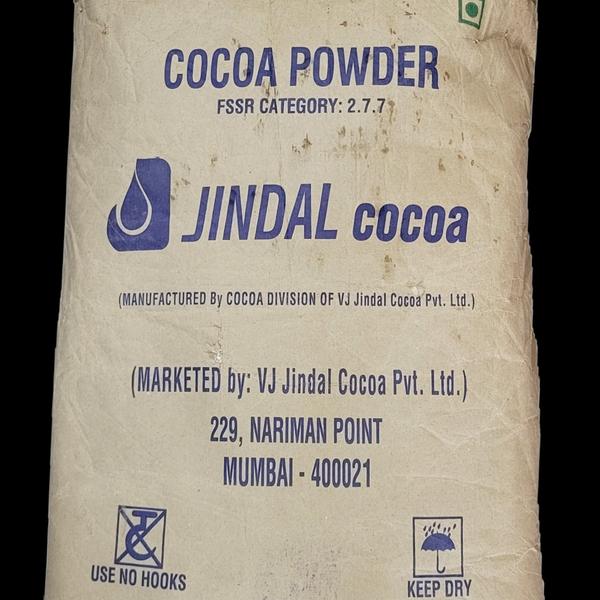 COCOA POWDER
FSSR CATEGORY: 2.7.7
JINDAL cocoa
(MANUFACTURED By COCOA DIVISION OF VJ Jindal Cocoa Pvt. Ltd.)
(MARKETED by: VJ Jindal Cocoa Pvt. Ltd.)
229, NARIMAN POINT
MUMBAI - 400021
USE NO HOOKS
KEEP DRY